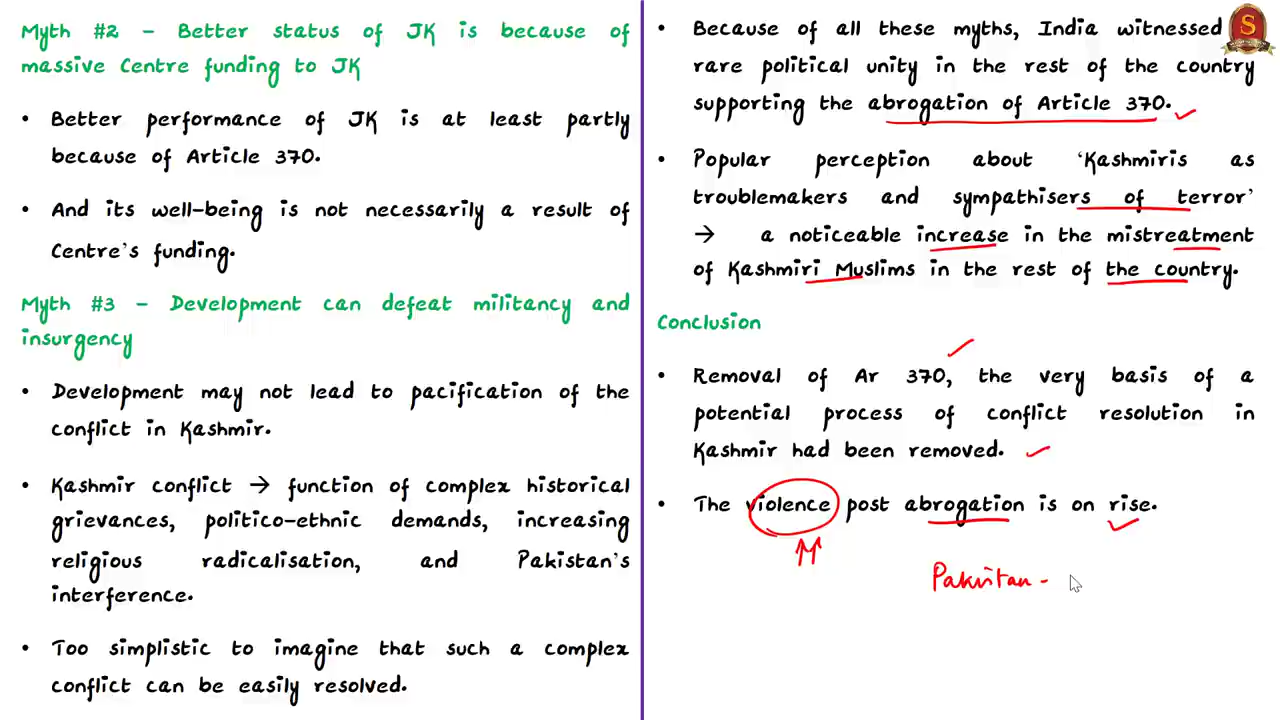 Myth #2 - Better status of JK is because of
massive Centre funding to JK
• Better performance of JK is at least partly
because of Article 370.
• And its well-being is not necessarily a result of
Centre's funding.
Myth #3 - Development can defeat militancy and
insurgency
• Development may not lead to pacification of the
conflict in Kashmir.
• Kashmir conflict → function of complex historical
grievances, politico-ethnic demands, increasing
religious radicalisation, and Pakistan's
interference.
• Too simplistic to imagine that such a complex
conflict can be easily resolved.
• Because of all these myths, India witnessed
rare political unity in the rest of the country
supporting the abrogation of Article 370.
• Popular perception about 'Kashmiris as
troublemakers and sympathisers of terror'
→ a noticeable increase in the mistreatment
of Kashmiri Muslims in the rest of the country.
Conclusion
• Removal of Ar 370, the very basis of a
potential process of conflict resolution in
Kashmir had been removed.
• The violence post abrogation is on rise.
Pakistan -
S